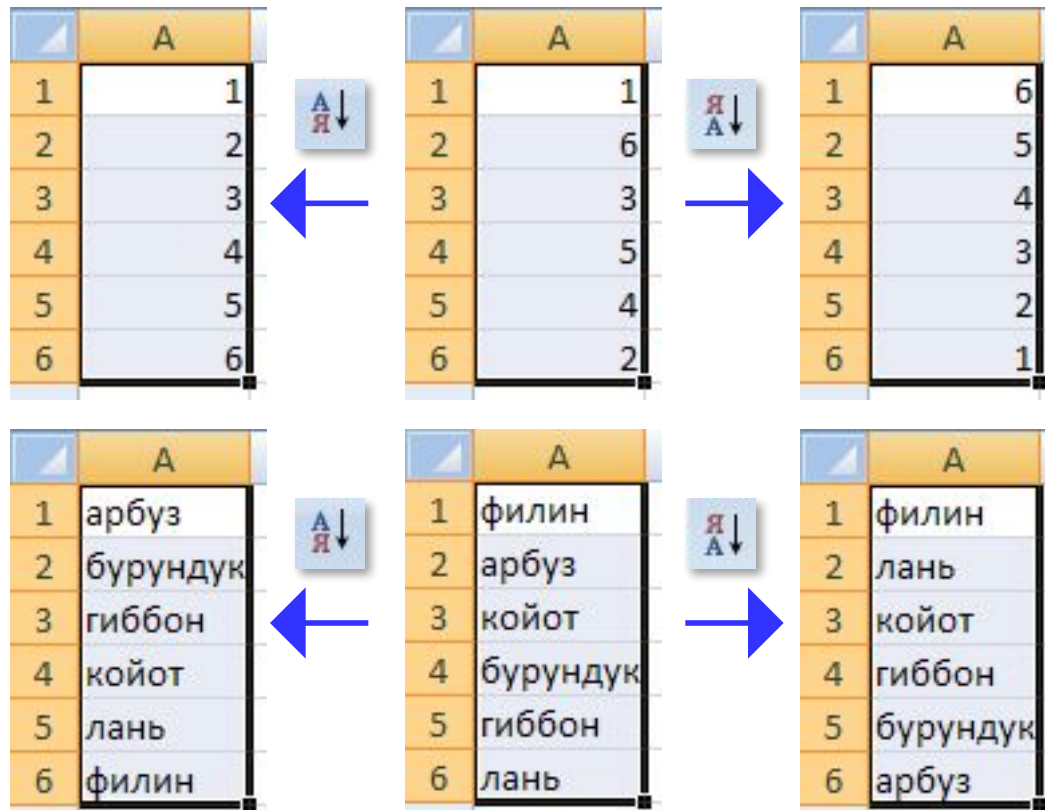 A
1 1
2 2
3 3
4 4
5 5
6 6
А
Я
A
1 1
2 6
3 3
4 5
5 4
6 2
Я
А
A
1 6
2 5
3 4
4 3
5 2
6 1
A
1 арбуз
2 бурундук
3 гиббон
4 койот
5 лань
6 филин
А
Я
A
1 филин
2 арбуз
3 койот
4 бурундук
5 гиббон
6 лань
Я
А
A
1 филин
2 лань
3 койот
4 гиббон
5 бурундук
6 арбуз